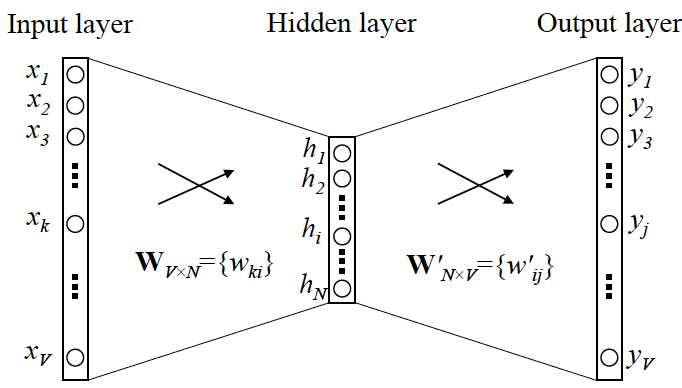 Input layer
Hidden layer
Output layer
x1
x2
x3
xk
xV
h1
h2
hi
hN
y1
y2
y3
yj
yV
WV×N={wki}
W'N×V={w'ij}